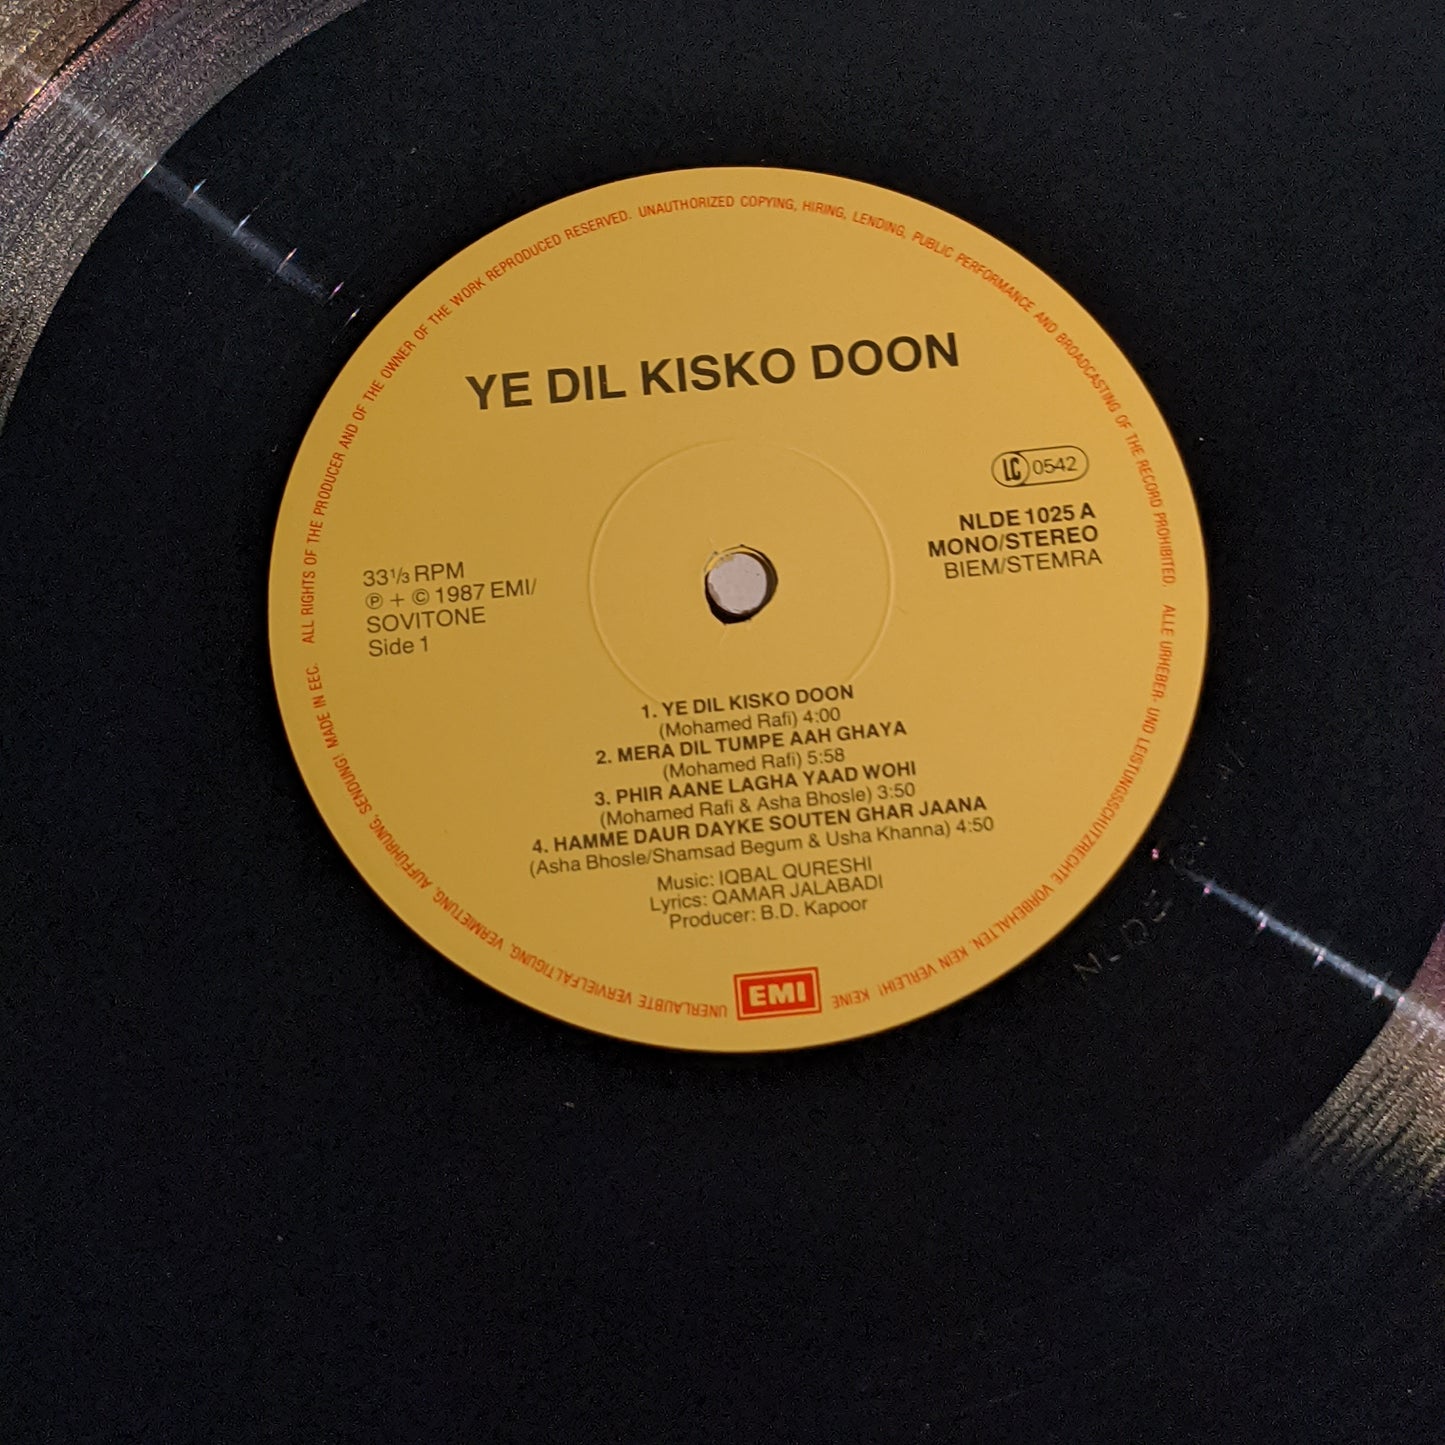 YE DIL KISKO DOON
LC 0542
NLDE 1025 A
MONO/STEREO
BIEM/STEMRA
33⅓ RPM
Ⓟ + © 1987 EMI/
SOVITONE
Side 1
1. YE DIL KISKO DOON
(Mohamed Rafi) 4:00
2. MERA DIL TUMPE AAH GHAYA
(Mohamed Rafi) 5:58
3. PHIR AANE LAGHA YAAD WOHI
(Mohamed Rafi & Asha Bhosle) 3:50
4. HAMME DAUR DAYKE SOUTEN GHAR JAANA
(Asha Bhosle/Shamsad Begum & Usha Khanna) 4:50
Music: IQBAL QURESHI
Lyrics: QAMAR JALABADI
Producer: B.D. Kapoor
EMI
ALL RIGHTS OF THE PRODUCER AND OF THE OWNER OF THE WORK REPRODUCED RESERVED. UNAUTHORIZED COPYING, HIRING, LENDING, PUBLIC PERFORMANCE AND BROADCASTING OF THE RECORD PROHIBITED. ALLE URHEBER- UND LEISTUNGSSCHUTZRECHTE VORBEHALTEN. KEIN VERLEIH! KEINE UNERLAUBTE VERVIELFÄLTIGUNG, VERMIETUNG, AUFFÜHRUNG, SENDUNG! MADE IN EEC.